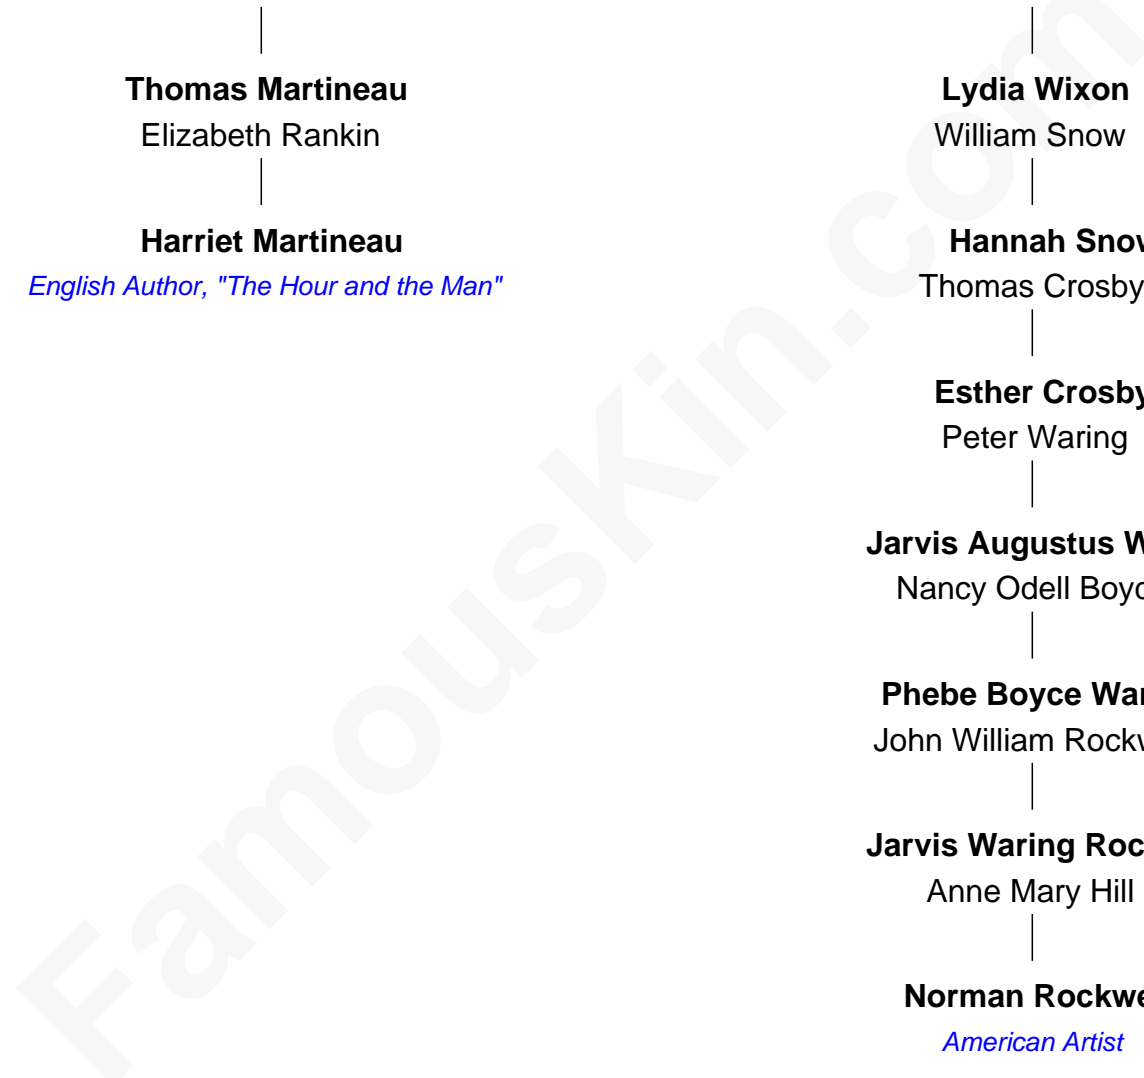 Thomas Martineau
Elizabeth Rankin
Harriet Martineau
English Author, "The Hour and the Man"
Lydia Wixon
William Snow
Hannah Snow
Thomas Crosby
Esther Crosby
Peter Waring
Jarvis Augustus
Nancy Odell
Phebe Boyce
John William
Jarvis Waring
Anne Mary Hill
Norman
American Artist
FamousKin.com